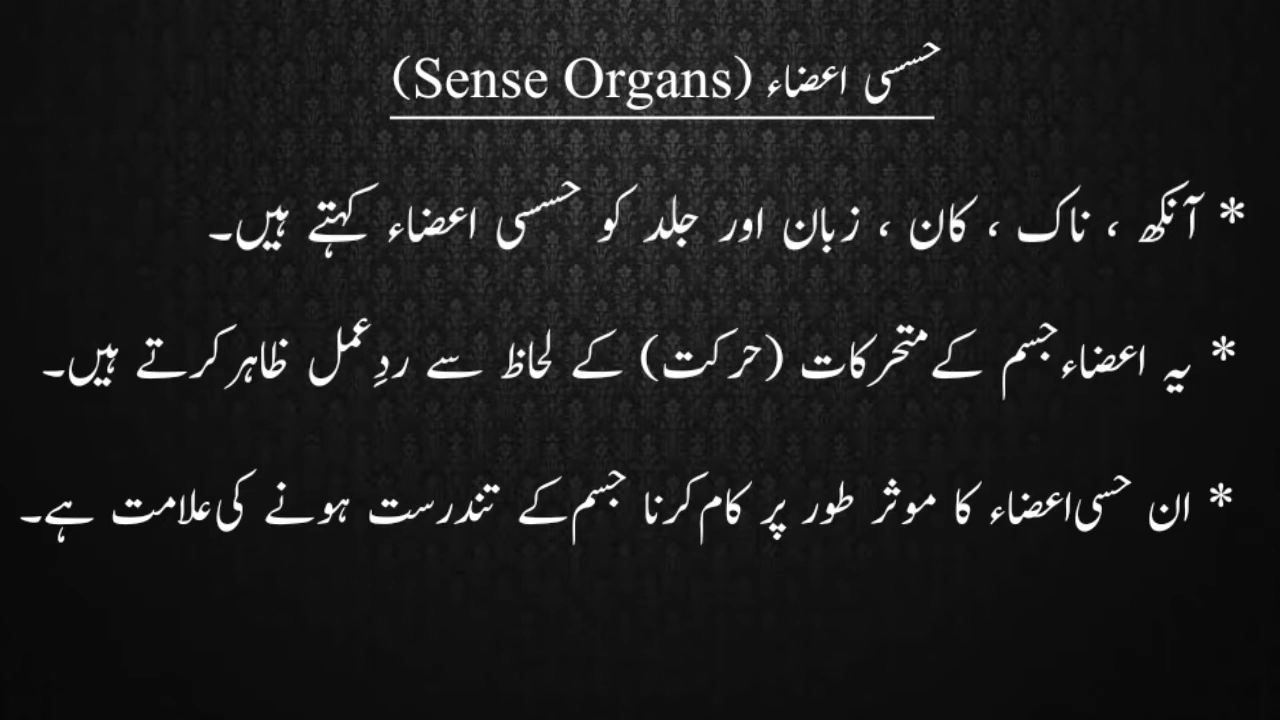 حسسی اعضاء (Sense Organs)
* آنکھ ، ناک ، کان ، زبان اور جلد کو حسسی اعضاء کہتے ہیں۔
* یہ اعضاء جسم کے متحرکات (حرکت) کے لحاظ سے ردِعمل ظاہر کرتے ہیں۔
* ان حسی اعضاء کا موثر طور پر کام کرنا جسم کے تندرست ہونے کی علامت ہے۔